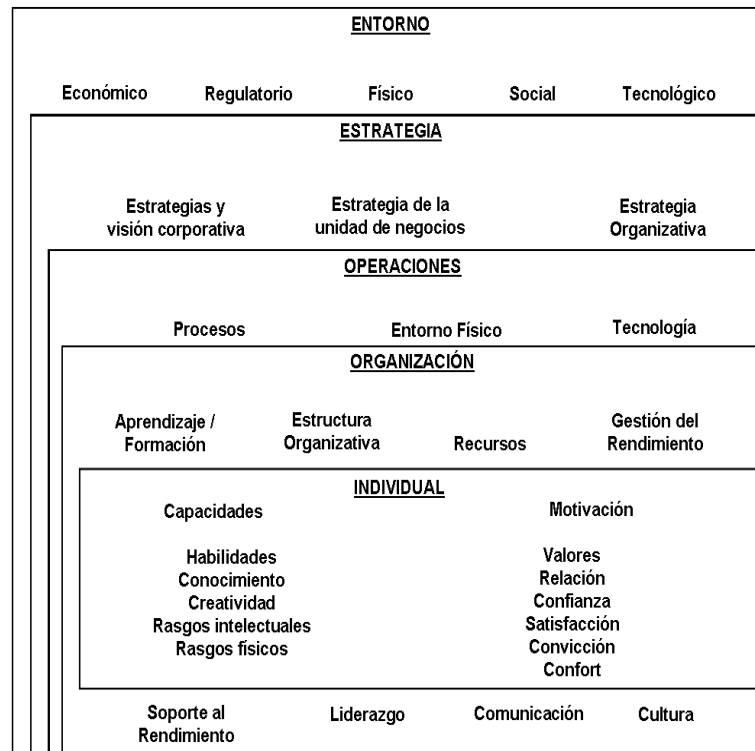 ENTORNO
Económico Regulatorio Físico Social Tecnológico
ESTRATEGIA
Estrategias y
visión corporativa
Estrategia de la
unidad de negocios
Estrategia
Organizativa
OPERACIONES
Procesos Entorno Físico Tecnología
ORGANIZACIÓN
Aprendizaje /
Formación
Estructura
Organizativa
Recursos
Gestión del
Rendimiento
INDIVIDUAL
Capacidades
Habilidades
Conocimiento
Creatividad
Rasgos intelectuales
Rasgos físicos
Motivación
Valores
Relación
Confianza
Satisfacción
Convicción
Confort
Soporte al
Rendimiento
Liderazgo
Comunicación
Cultura